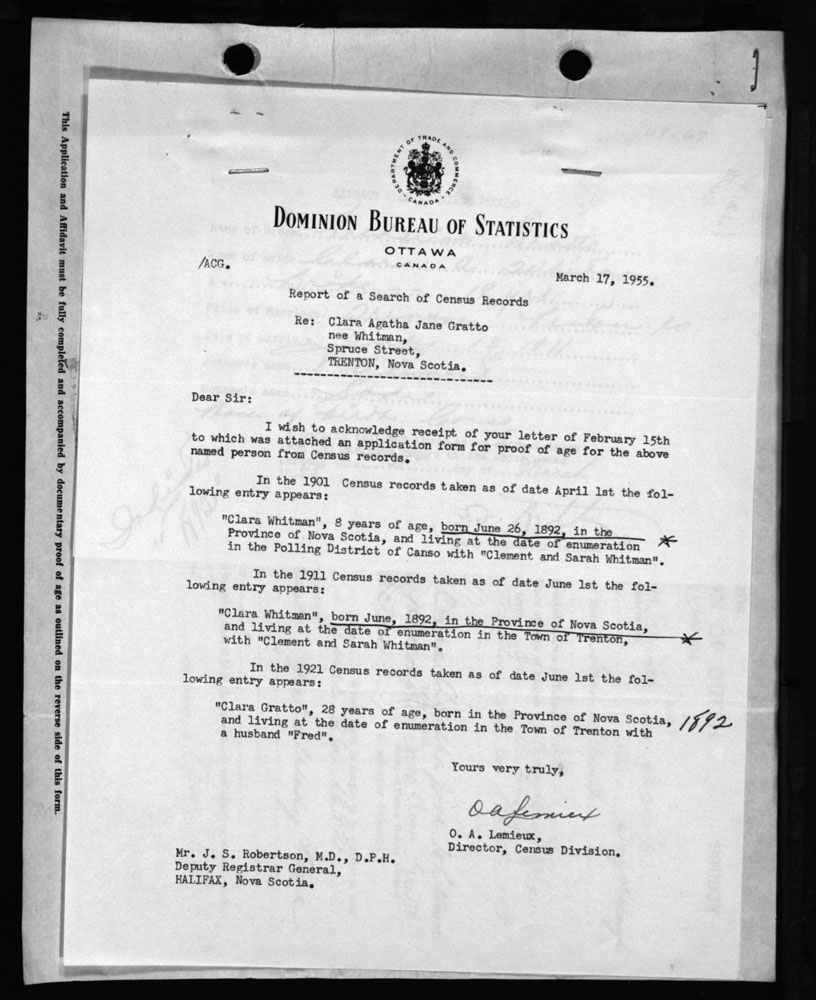 DEPARTMENT OF TRADE AND COMMERCE
CANADA
DOMINION BUREAU OF STATISTICS
OTTAWA
CANADA
/ACG.
March 17, 1955.
Report of a Search of Census Records
Re: Clara Agatha Jane Gratto
nee Whitman,
Spruce Street,
TRENTON, Nova Scotia.
Dear Sir:
I wish to acknowledge receipt of your letter of February 15th
to which was attached an application form for proof of age for the above
named person from Census records.
In the 1901 Census records taken as of date April 1st the fol-
lowing entry appears:
"Clara Whitman", 8 years of age, born June 26, 1892, in the
Province of Nova Scotia, and living at the date of enumeration
in the Polling District of Canso with "Clement and Sarah Whitman".
In the 1911 Census records taken as of date June 1st the fol-
lowing entry appears:
"Clara Whitman", born June, 1892, in the Province of Nova Scotia,
and living at the date of enumeration in the Town of Trenton,
with "Clement and Sarah Whitman".
In the 1921 Census records taken as of date June 1st the fol-
lowing entry appears:
"Clara Gratto", 28 years of age, born in the Province of Nova Scotia, 1892
and living at the date of enumeration in the Town of Trenton with
a husband "Fred".
Yours very truly,
O A Lemieux
O. A. Lemieux,
Director, Census Division.
Mr. J. S. Robertson, M.D., D.P.H.
Deputy Registrar General,
HALIFAX, Nova Scotia.
This Application and Affidavit must be fully completed and accompanied by documentary proof of age as outlined on the reverse side of this form.